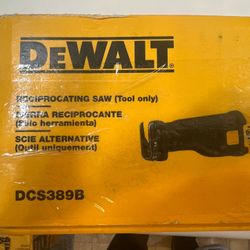 DEWALT
RECIPROCATING SAW (Tool only)
SIERRA RECIPROCANTE
(Solo herramienta)
SCIE ALTERNATIVE
(Outil uniquement)
DCS389B